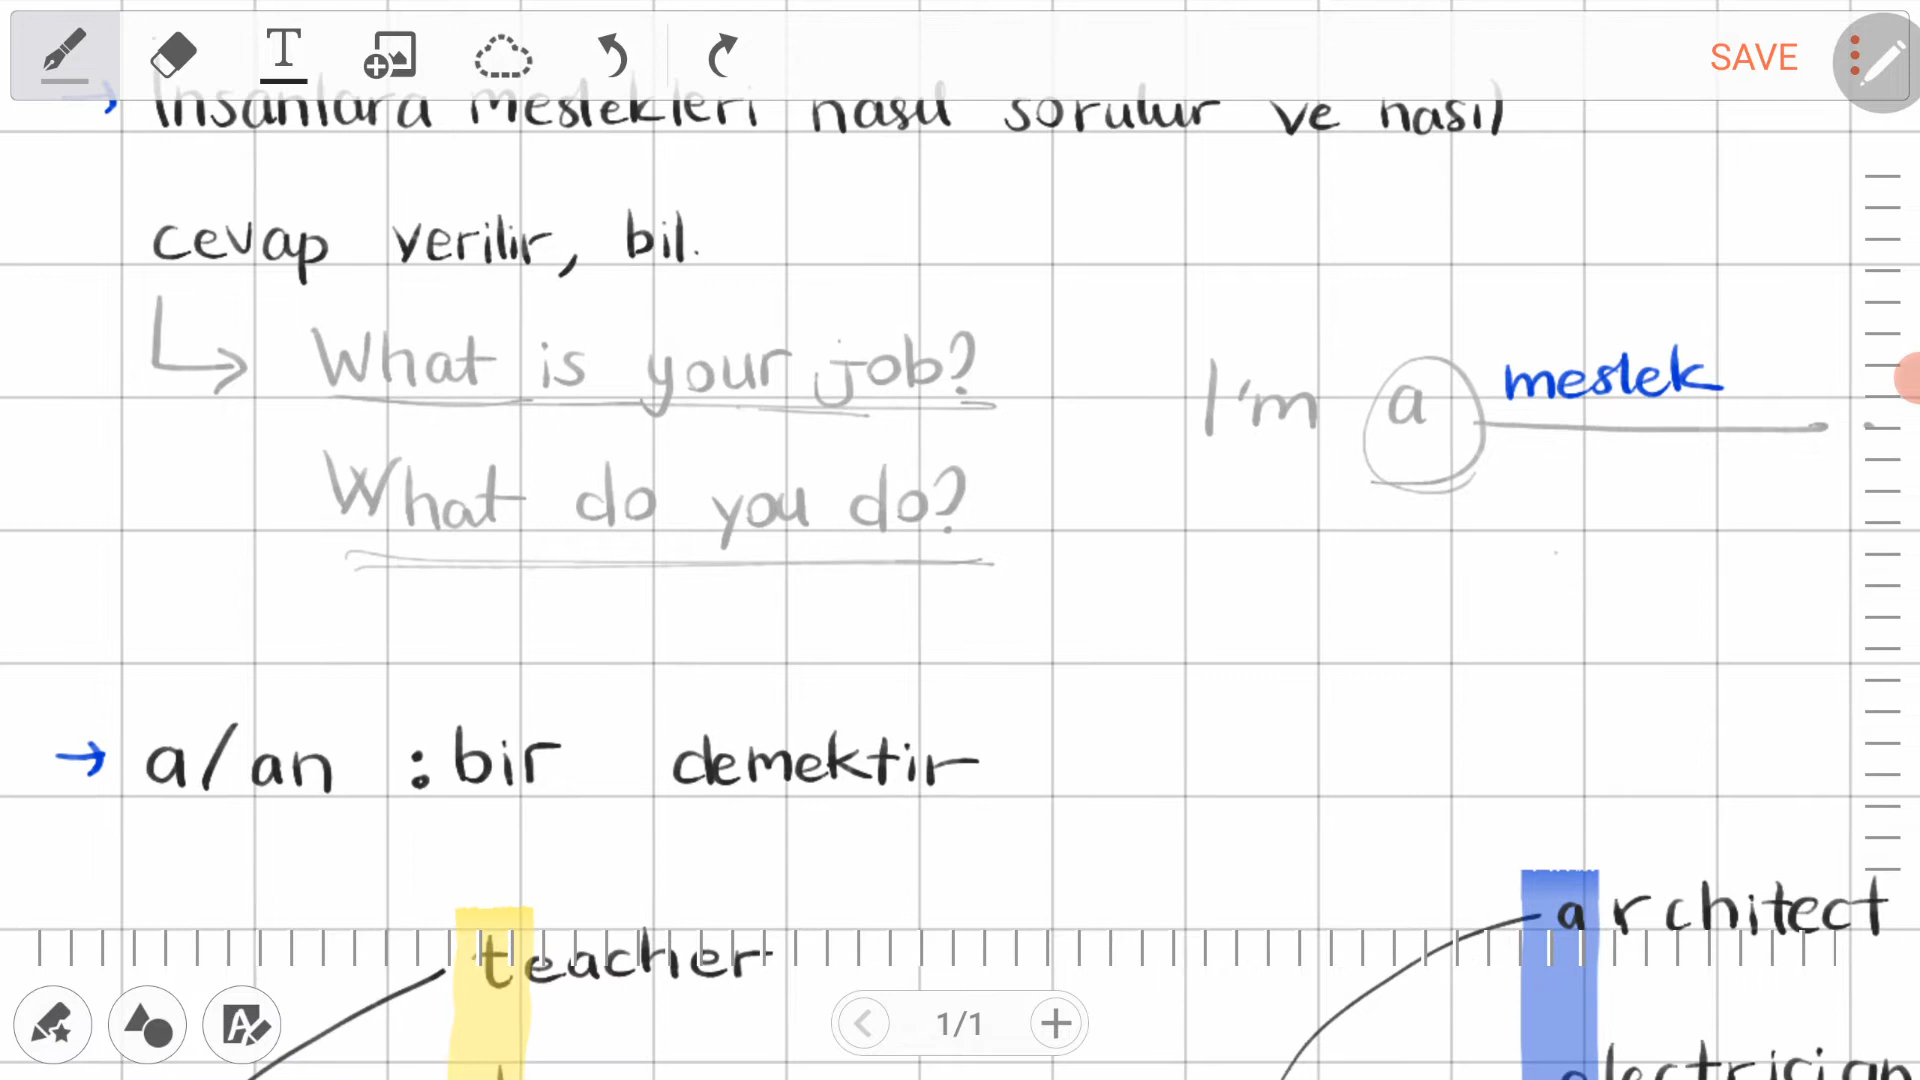 SAVE
İnsanlara meslekleri nasıl sorulur ve nasıl
cevap verilir, bil.
What is your job?
I'm a meslek
What do you do?
→ a/an : bir demektir
architect
teacher
electrician
1/1